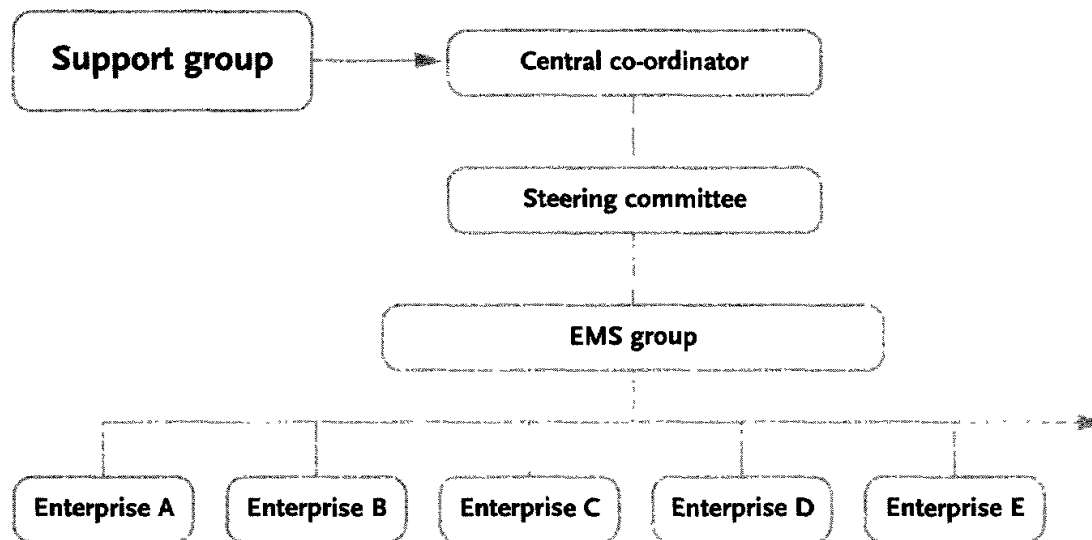 Support group
Central co-ordinator
Steering committee
EMS group
Enterprise A
Enterprise B
Enterprise C
Enterprise D
Enterprise E